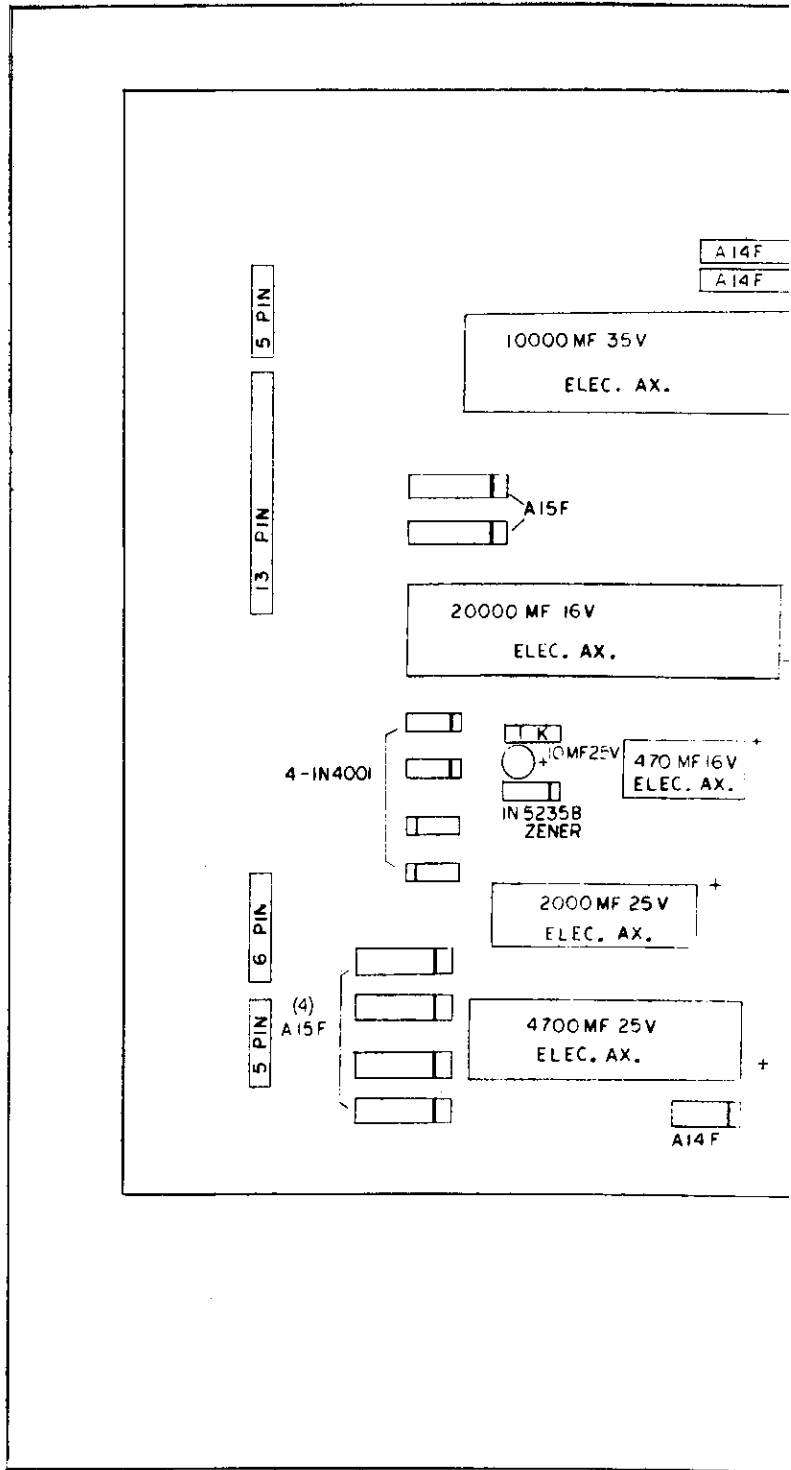 A14F
A14F
5 PIN
10000 MF 35V
ELEC. AX.
A15F
13 PIN
20000 MF 16V
ELEC. AX.
1 K
+
10MF25V
+
4-1N4001
470 MF 16V
ELEC. AX.
1N5235B
ZENER
+
2000 MF 25V
ELEC. AX.
6 PIN
(4)
A15F
5 PIN
4700 MF 25V
ELEC. AX.
+
A14F